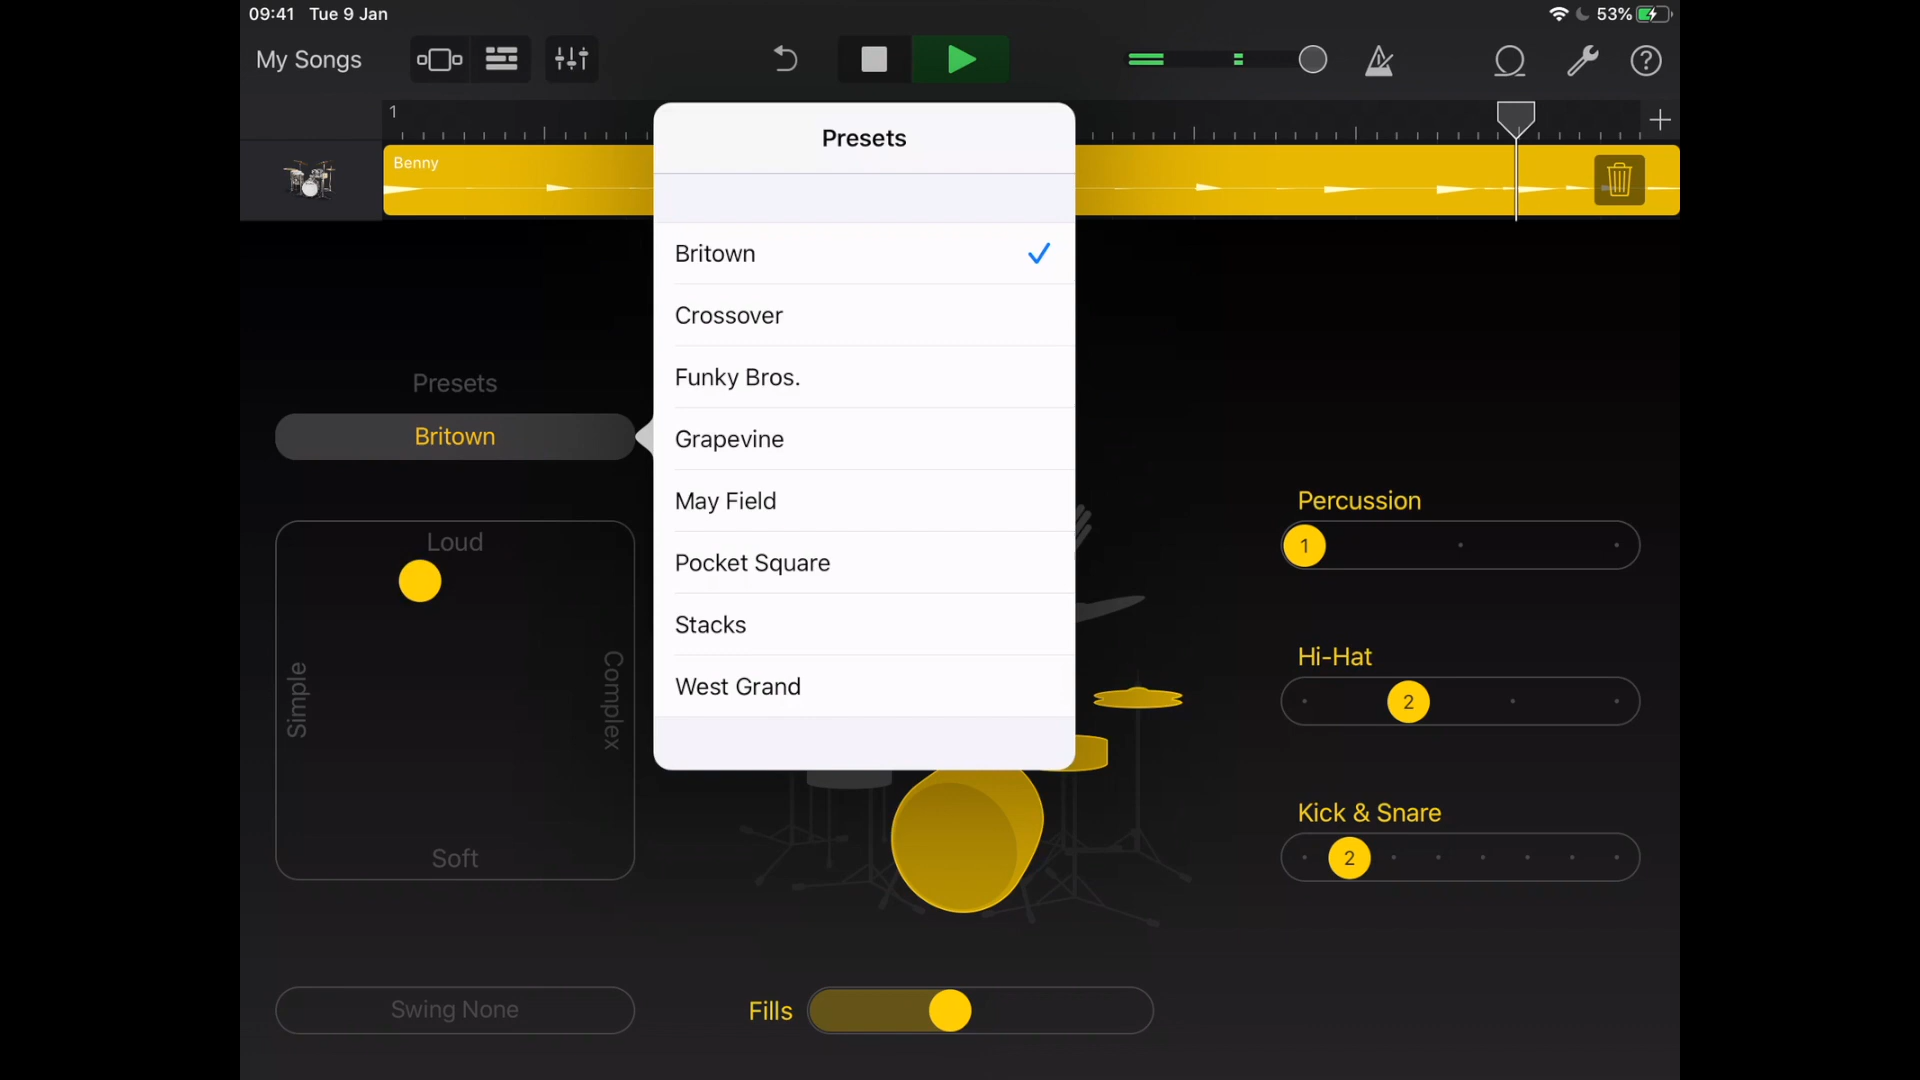 09:41 Tue 9 Jan
53%
My Songs
1
Benny
Presets
Britown
Crossover
Funky Bros.
Grapevine
May Field
Pocket Square
Stacks
West Grand
Presets
Britown
Loud
Simple
Complex
Soft
Swing None
Fills
Percussion
1
Hi-Hat
2
Kick & Snare
2